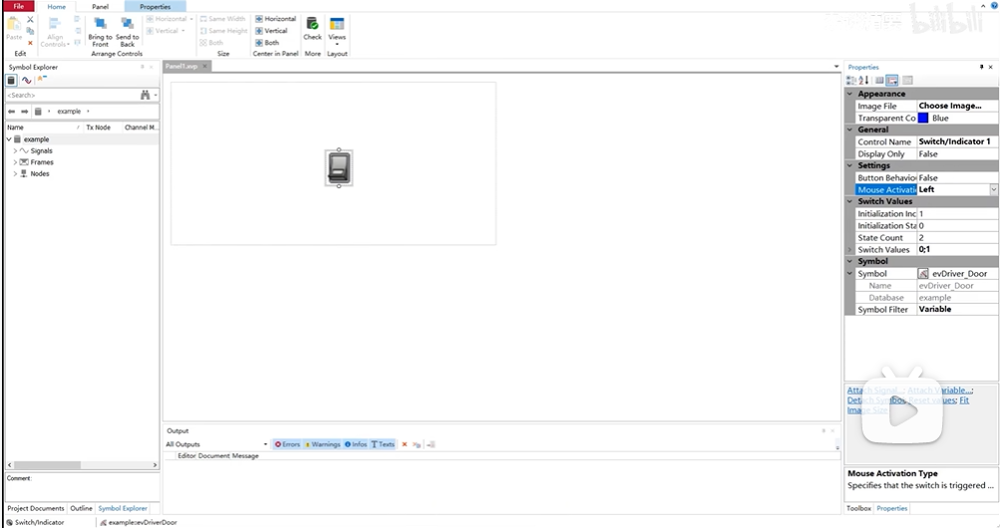 File Home Panel Properties
Paste
Edit
Align
Controls
Bring to
Front
Send to
Back
Arrange Controls
Horizontal
Vertical
Same Width
Same Height
Both
Size
Horizontal
Vertical
Both
Center in Panel
Check
More
Views
Layout
bilibili
Symbol Explorer
<Search>
example
Name Tx Node Channel M...
example
Signals
Frames
Nodes
Comment:
Project Documents Outline Symbol Explorer
Switch/Indicator example::evDriverDoor
Panel1.xvp
Output
All Outputs Errors Warnings Infos Texts
Editor Document Message
Properties
Appearance
Image File Choose Image...
Transparent Co Blue
General
Control Name Switch/Indicator 1
Display Only False
Settings
Button Behaviou False
Mouse Activati Left
Switch Values
Initialization Inc 1
Initialization Sta 0
State Count 2
Switch Values 0;1
Symbol
Symbol evDriver_Door
Name evDriver_Door
Database example
Symbol Filter Variable
Attach Signal...; Attach Variable...;
Detach Symbol; Reset values; Fit
Image Size
Mouse Activation Type
Specifies that the switch is triggered ...
Toolbox Properties